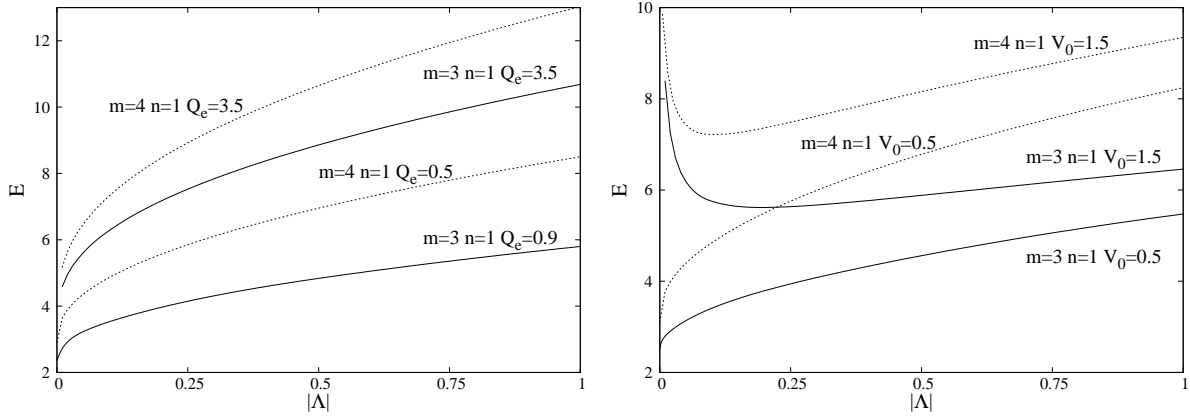 12
10
8
6
4
2
E
m=4 n=1 Q_e=3.5
m=3 n=1 Q_e=3.5
m=4 n=1 Q_e=0.5
m=3 n=1 Q_e=0.9
0 0.25 0.5 0.75 1
|Λ|
10
8
6
4
2
E
m=4 n=1 V_0=1.5
m=4 n=1 V_0=0.5
m=3 n=1 V_0=1.5
m=3 n=1 V_0=0.5
0 0.25 0.5 0.75 1
|Λ|